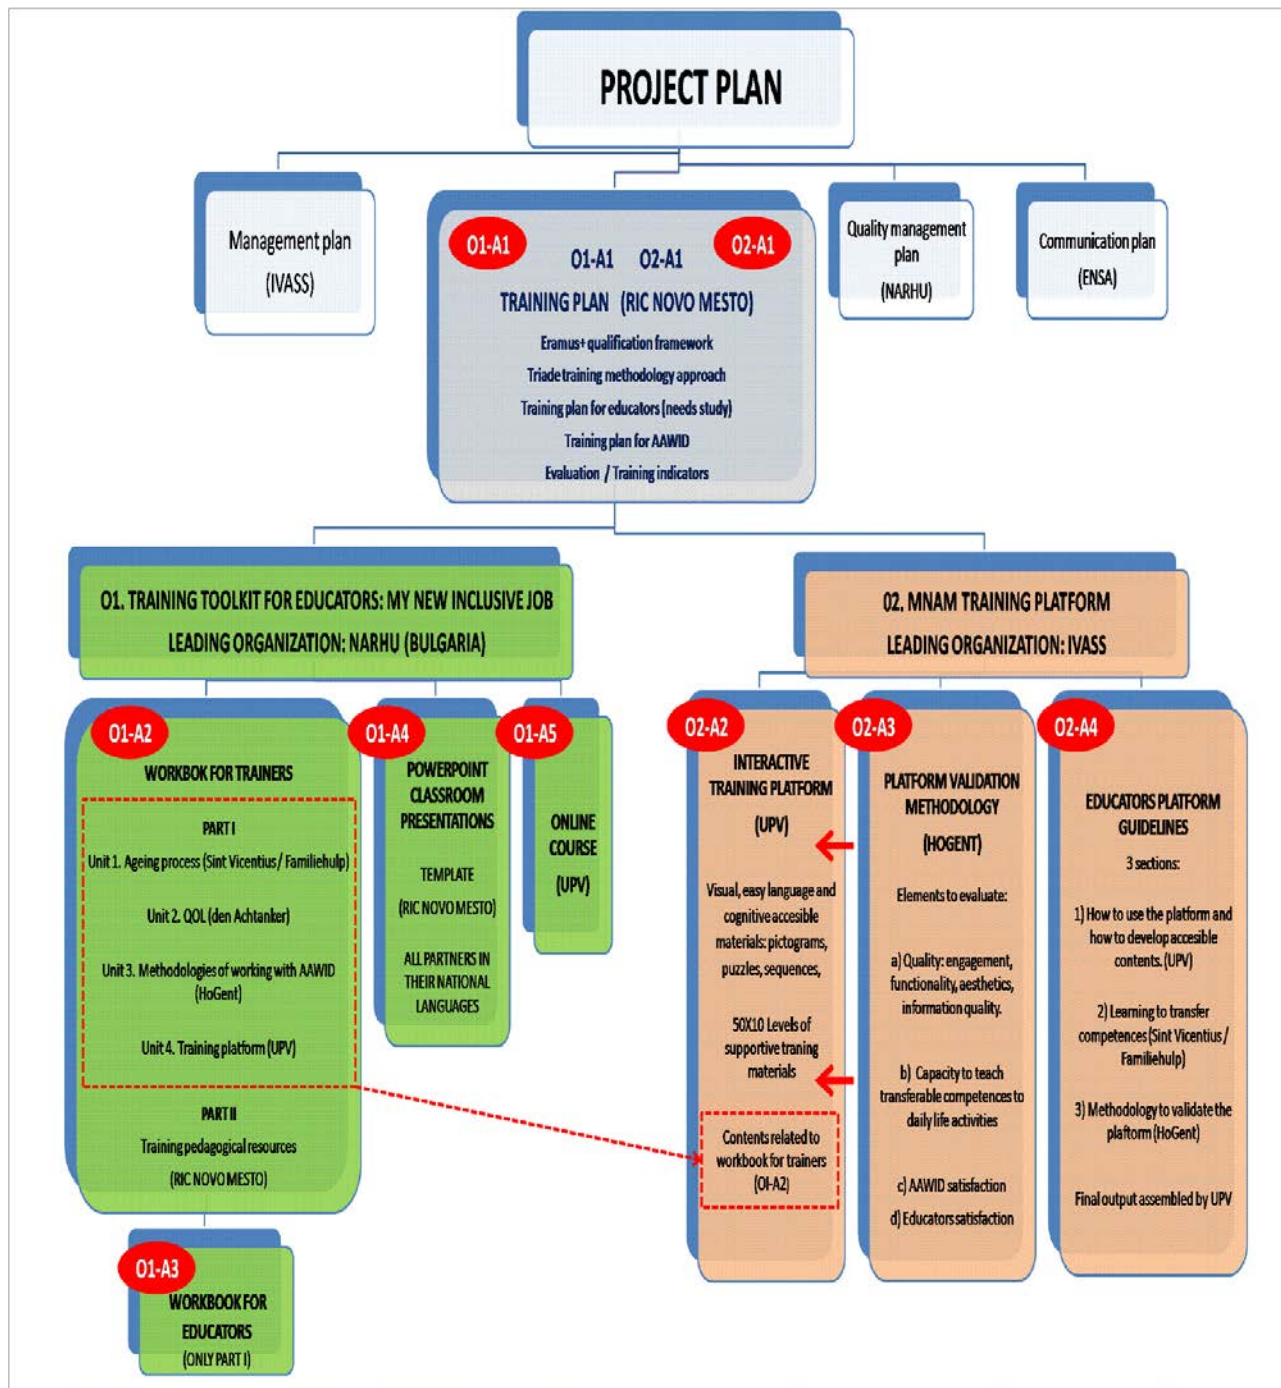 PROJECT PLAN
Management plan
(IVASS)
O1-A1
O2-A1
O1-A1 O2-A1
TRAINING PLAN (RIC NOVO MESTO)
Eramus+ qualification framework
Triade training methodology approach
Training plan for educators (needs study)
Training plan for AAWID
Evaluation / Training indicators
Quality management
plan
(NARHU)
Communication plan
(ENSA)
O1. TRAINING TOOLKIT FOR EDUCATORS: MY NEW INCLUSIVE JOB
LEADING ORGANIZATION: NARHU (BULGARIA)
02. MNAM TRAINING PLATFORM
LEADING ORGANIZATION: IVASS
O1-A2
WORKBOK FOR TRAINERS
PART I
Unit 1. Ageing process (Sint Vicentius / Familiehulp)
Unit 2. QOL (den Achtanker)
Unit 3. Methodologies of working with AAWID
(HoGent)
Unit 4. Training platform (UPV)
PART II
Training pedagogical resources
(RIC NOVO MESTO)
O1-A3
WORKBOOK FOR
EDUCATORS
(ONLY PART I)
O1-A4
POWERPOINT
CLASSROOM
PRESENTATIONS
TEMPLATE
(RIC NOVO MESTO)
ALL PARTNERS IN
THEIR NATIONAL
LANGUAGES
O1-A5
ONLINE
COURSE
(UPV)
O2-A2
INTERACTIVE
TRAINING PLATFORM
(UPV)
Visual, easy language and
cognitive accesible
materials: pictograms,
puzzles, sequences,
50X10 Levels of
supportive traning
materials
Contents related to
workbook for trainers
(OI-A2)
O2-A3
PLATFORM VALIDATION
METHODOLOGY
(HOGENT)
Elements to evaluate:
a) Quality: engagement,
functionality, aesthetics,
information quality.
b) Capacity to teach
transferable competences to
daily life activities
c) AAWID satisfaction
d) Educators satisfaction
O2-A4
EDUCATORS PLATFORM
GUIDELINES
3 sections:
1) How to use the platform and
how to develop accesible
contents. (UPV)
2) Learning to transfer
competences (Sint Vicentius /
Familiehulp)
3) Methodology to validate the
plaftorm (HoGent)
Final output assembled by UPV